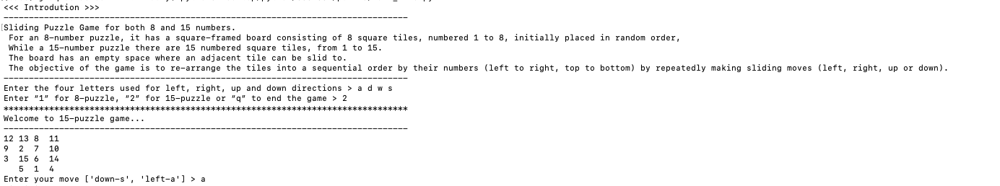 <<< Introdution >>>
--------------------------------------------------------------------------------
Sliding Puzzle Game for both 8 and 15 numbers.
For an 8-number puzzle, it has a square-framed board consisting of 8 square tiles, numbered 1 to 8, initially placed in random order,
While a 15-number puzzle there are 15 numbered square tiles, from 1 to 15.
The board has an empty space where an adjacent tile can be slid to.
The objective of the game is to re-arrange the tiles into a sequential order by their numbers (left to right, top to bottom) by repeatedly making sliding moves (left, right, up or down).
--------------------------------------------------------------------------------
Enter the four letters used for left, right, up and down directions > a d w s
Enter “1” for 8-puzzle, “2” for 15-puzzle or “q” to end the game > 2
********************************************************************************
Welcome to 15-puzzle game...
--------------------------------------------------------------------------------
12 13 8  11
9  2  7  10
3  15 6  14
   5  1  4
Enter your move ['down-s', 'left-a'] > a